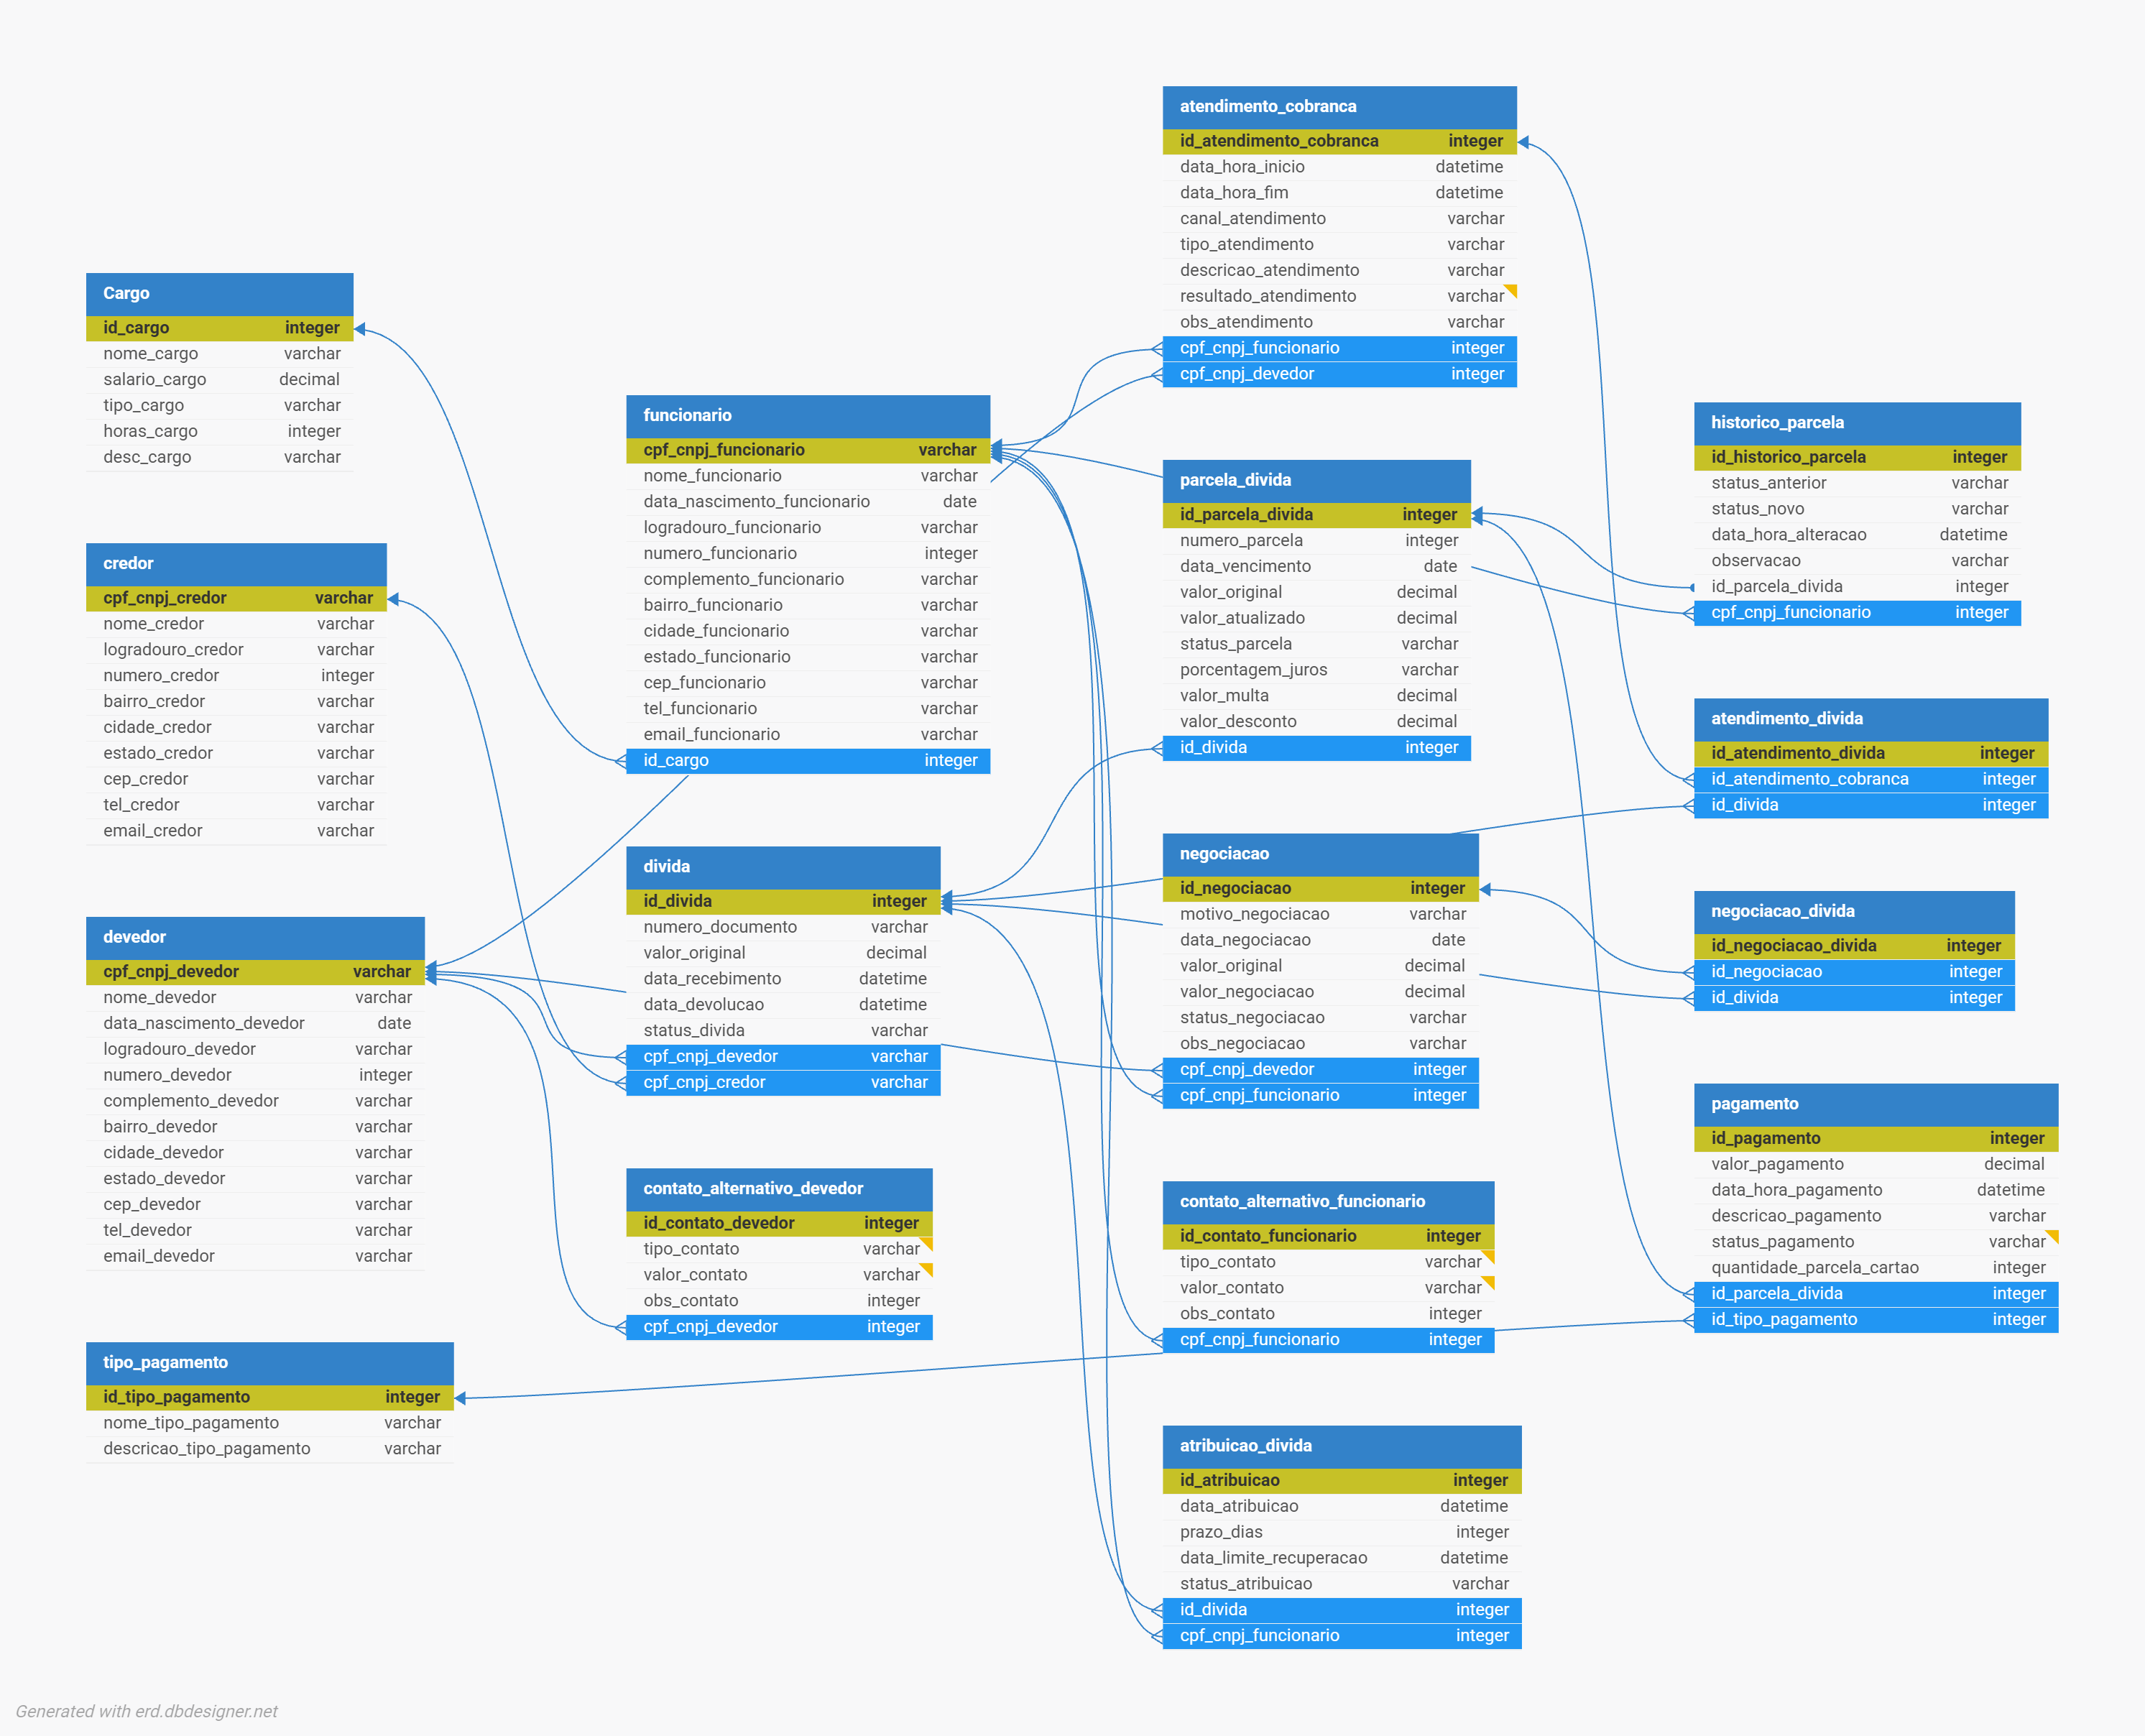 Cargo
id_cargo integer
nome_cargo varchar
salario_cargo decimal
tipo_cargo varchar
horas_cargo integer
desc_cargo varchar
credor
cpf_cnpj_credor varchar
nome_credor varchar
logradouro_credor varchar
numero_credor integer
bairro_credor varchar
cidade_credor varchar
estado_credor varchar
cep_credor varchar
tel_credor varchar
email_credor varchar
devedor
cpf_cnpj_devedor varchar
nome_devedor varchar
data_nascimento_devedor date
logradouro_devedor varchar
numero_devedor integer
complemento_devedor varchar
bairro_devedor varchar
cidade_devedor varchar
estado_devedor varchar
cep_devedor varchar
tel_devedor varchar
email_devedor varchar
tipo_pagamento
id_tipo_pagamento integer
nome_tipo_pagamento varchar
descricao_tipo_pagamento varchar
funcionario
cpf_cnpj_funcionario varchar
nome_funcionario varchar
data_nascimento_funcionario date
logradouro_funcionario varchar
numero_funcionario integer
complemento_funcionario varchar
bairro_funcionario varchar
cidade_funcionario varchar
estado_funcionario varchar
cep_funcionario varchar
tel_funcionario varchar
email_funcionario varchar
id_cargo integer
divida
id_divida integer
numero_documento varchar
valor_original decimal
data_recebimento datetime
data_devolucao datetime
status_divida varchar
cpf_cnpj_devedor varchar
cpf_cnpj_credor varchar
contato_alternativo_devedor
id_contato_devedor integer
tipo_contato varchar
valor_contato varchar
obs_contato integer
cpf_cnpj_devedor integer
atendimento_cobranca
id_atendimento_cobranca integer
data_hora_inicio datetime
data_hora_fim datetime
canal_atendimento varchar
tipo_atendimento varchar
descricao_atendimento varchar
resultado_atendimento varchar
obs_atendimento varchar
cpf_cnpj_funcionario integer
cpf_cnpj_devedor integer
parcela_divida
id_parcela_divida integer
numero_parcela integer
data_vencimento date
valor_original decimal
valor_atualizado decimal
status_parcela varchar
porcentagem_juros varchar
valor_multa decimal
valor_desconto decimal
id_divida integer
negociacao
id_negociacao integer
motivo_negociacao varchar
data_negociacao date
valor_original decimal
valor_negociacao decimal
status_negociacao varchar
obs_negociacao varchar
cpf_cnpj_devedor integer
cpf_cnpj_funcionario integer
contato_alternativo_funcionario
id_contato_funcionario integer
tipo_contato varchar
valor_contato varchar
obs_contato integer
cpf_cnpj_funcionario integer
atribuicao_divida
id_atribuicao integer
data_atribuicao datetime
prazo_dias integer
data_limite_recuperacao datetime
status_atribuicao varchar
id_divida integer
cpf_cnpj_funcionario integer
historico_parcela
id_historico_parcela integer
status_anterior varchar
status_novo varchar
data_hora_alteracao datetime
observacao varchar
id_parcela_divida integer
cpf_cnpj_funcionario integer
atendimento_divida
id_atendimento_divida integer
id_atendimento_cobranca integer
id_divida integer
negociacao_divida
id_negociacao_divida integer
id_negociacao integer
id_divida integer
pagamento
id_pagamento integer
valor_pagamento decimal
data_hora_pagamento datetime
descricao_pagamento varchar
status_pagamento varchar
quantidade_parcela_cartao integer
id_parcela_divida integer
id_tipo_pagamento integer
Generated with erd.dbdesigner.net